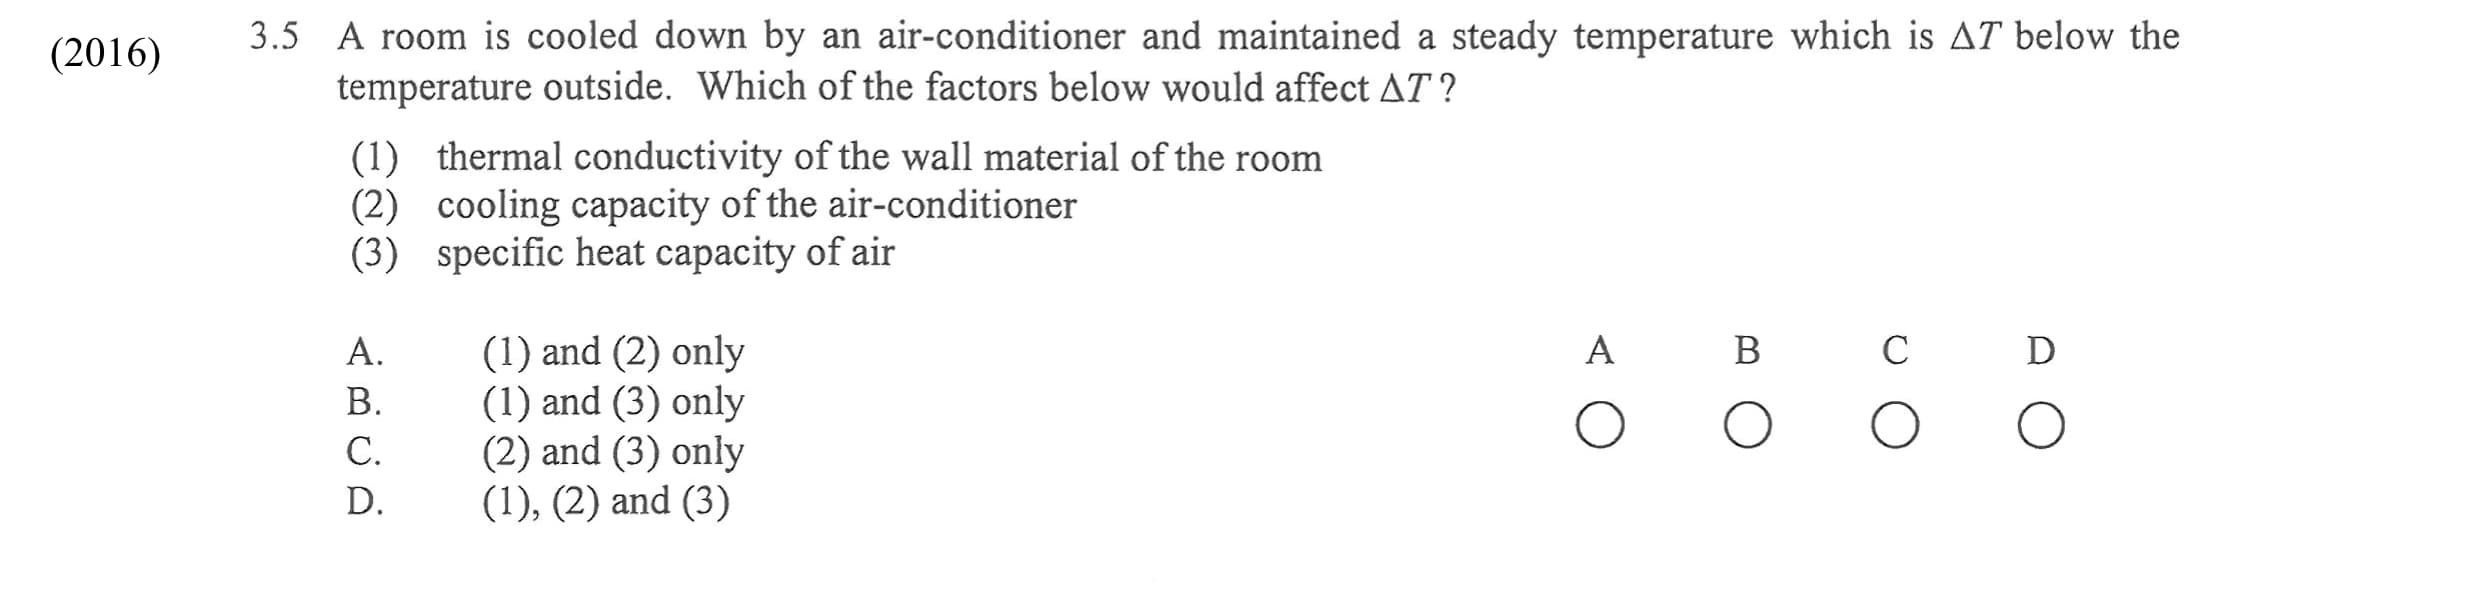 (2016)
3.5 A room is cooled down by an air-conditioner and maintained a steady temperature which is ΔT below the
temperature outside. Which of the factors below would affect ΔT ?
(1) thermal conductivity of the wall material of the room
(2) cooling capacity of the air-conditioner
(3) specific heat capacity of air
A. (1) and (2) only
B. (1) and (3) only
C. (2) and (3) only
D. (1), (2) and (3)
A B C D